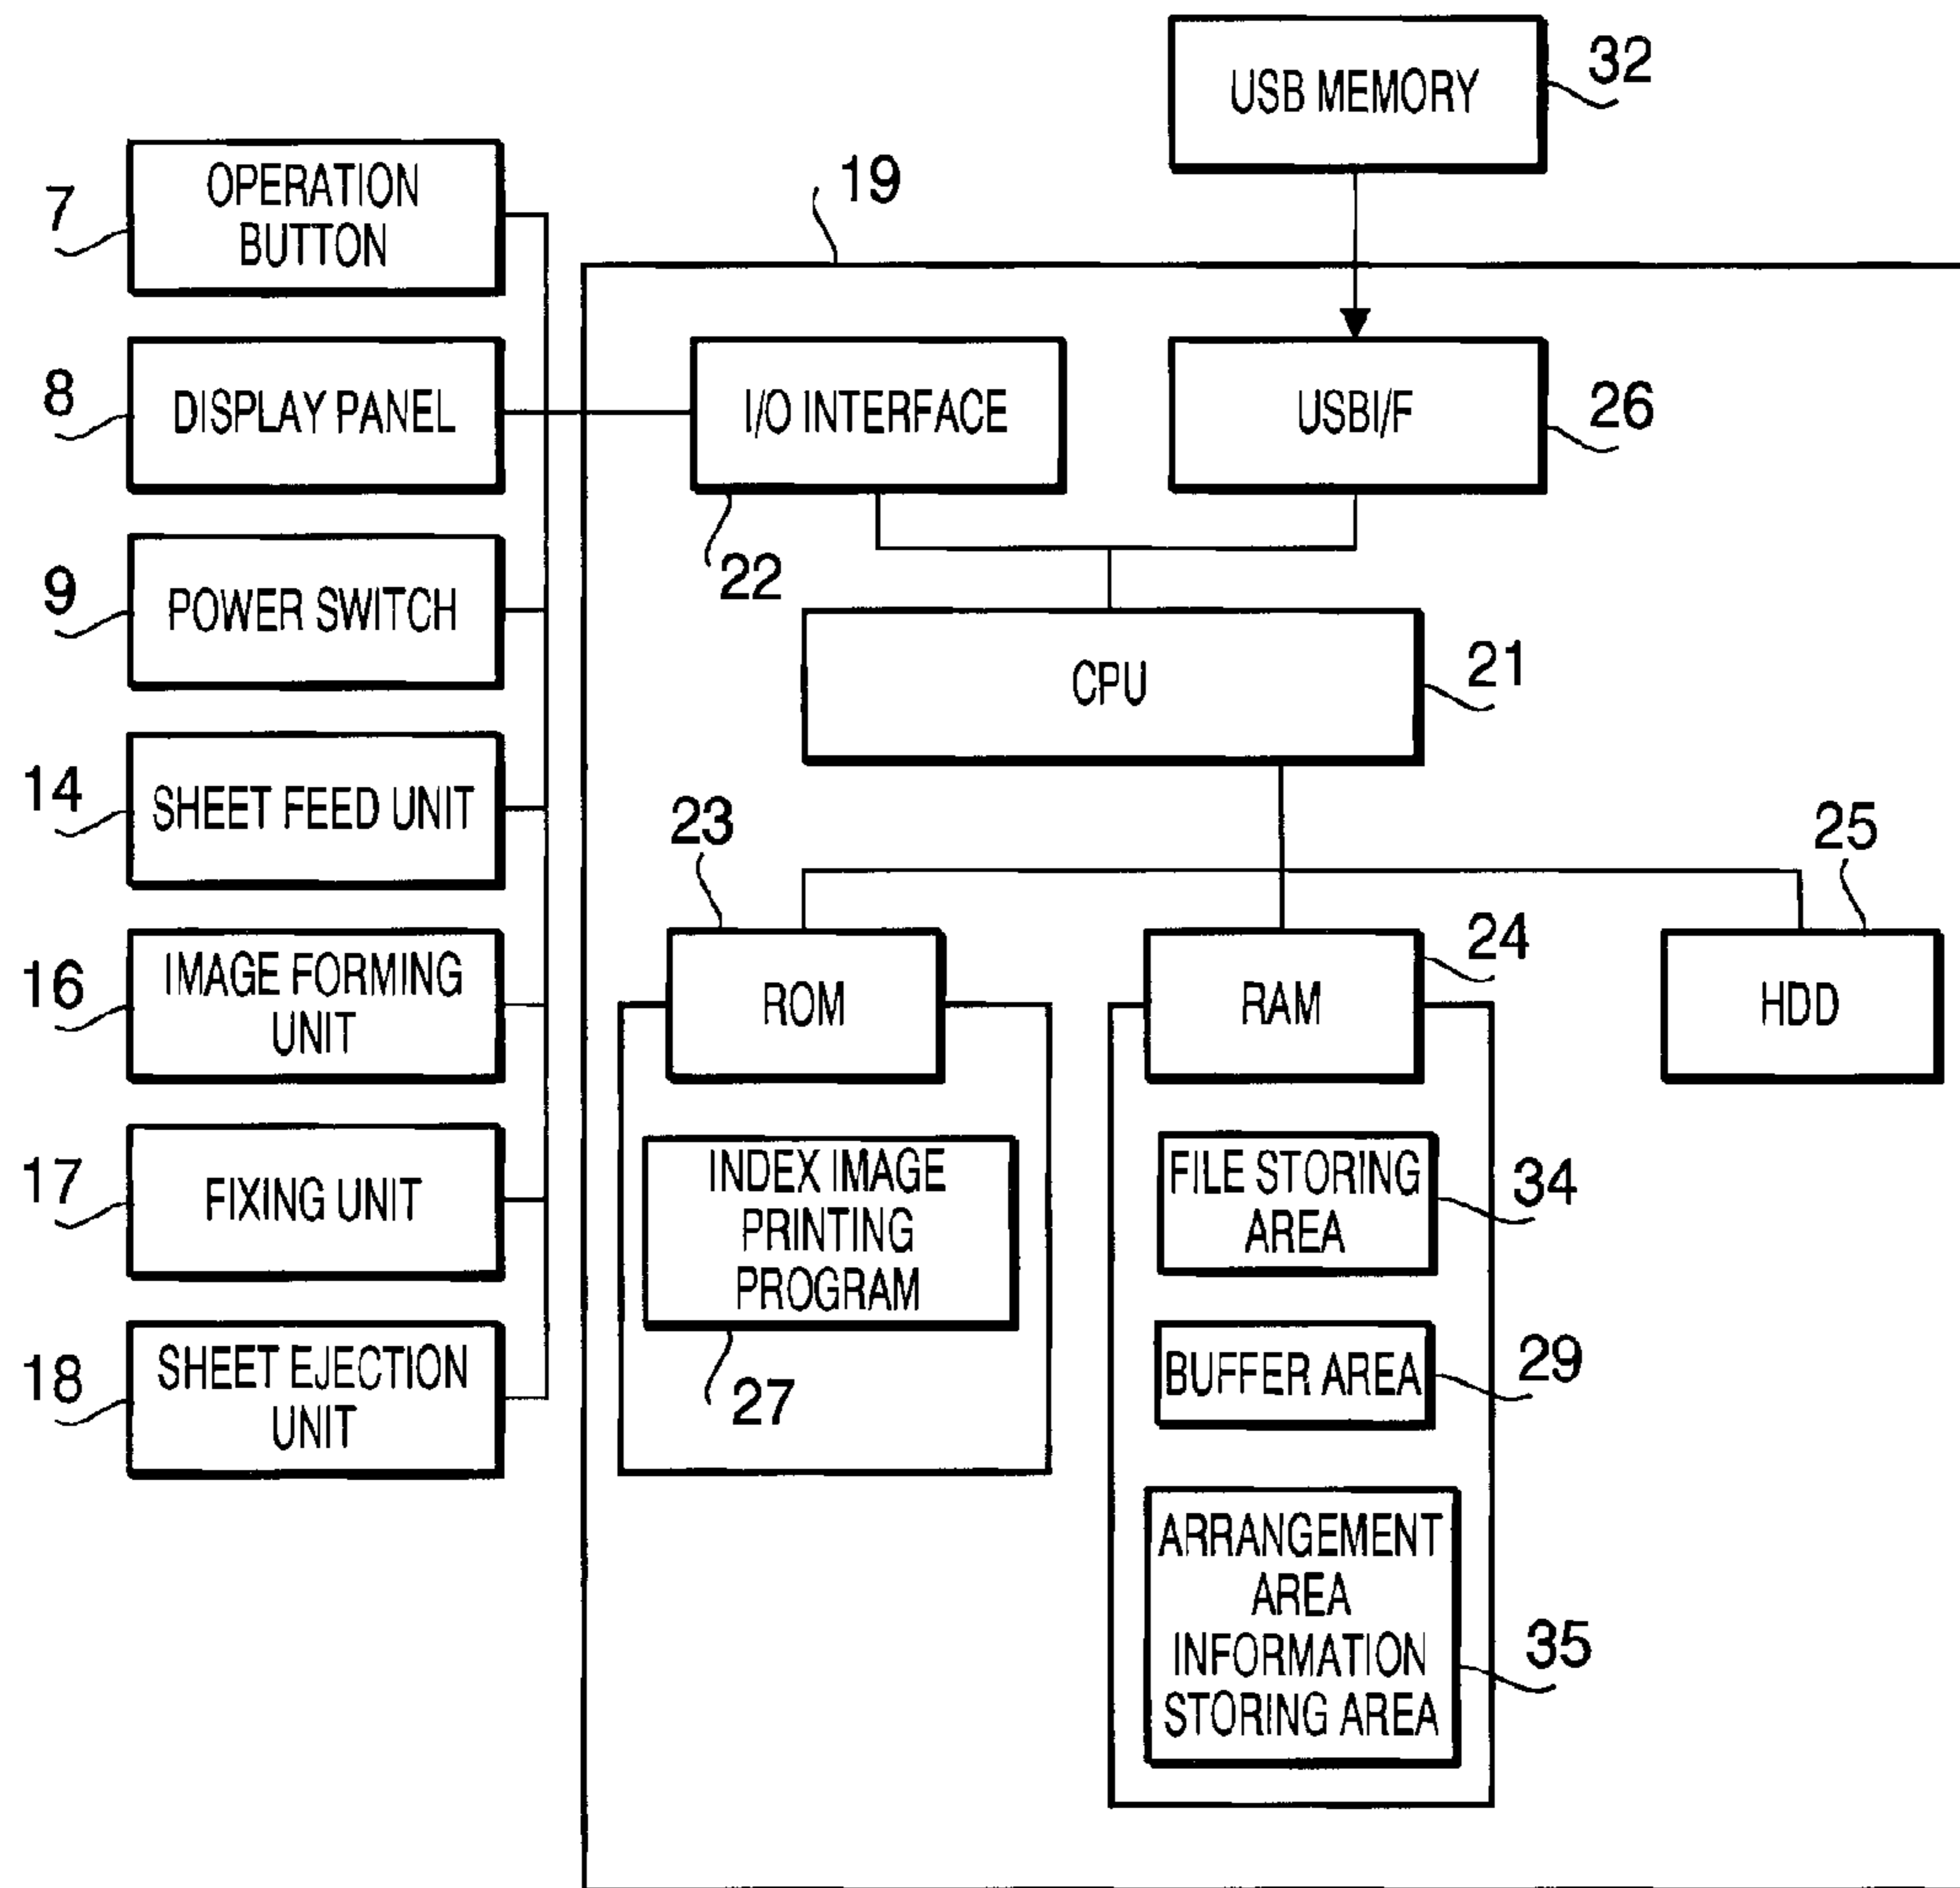 32
USB MEMORY
19
7
OPERATION
BUTTON
8
DISPLAY PANEL
I/O INTERFACE
22
USBI/F
26
9
POWER SWITCH
CPU
21
14
SHEET FEED UNIT
23
25
16
IMAGE FORMING
UNIT
ROM
24
RAM
HDD
17
FIXING UNIT
INDEX IMAGE
PRINTING
PROGRAM
27
FILE STORING
AREA
34
18
SHEET EJECTION
UNIT
BUFFER AREA
29
ARRANGEMENT
AREA
INFORMATION
STORING AREA
35